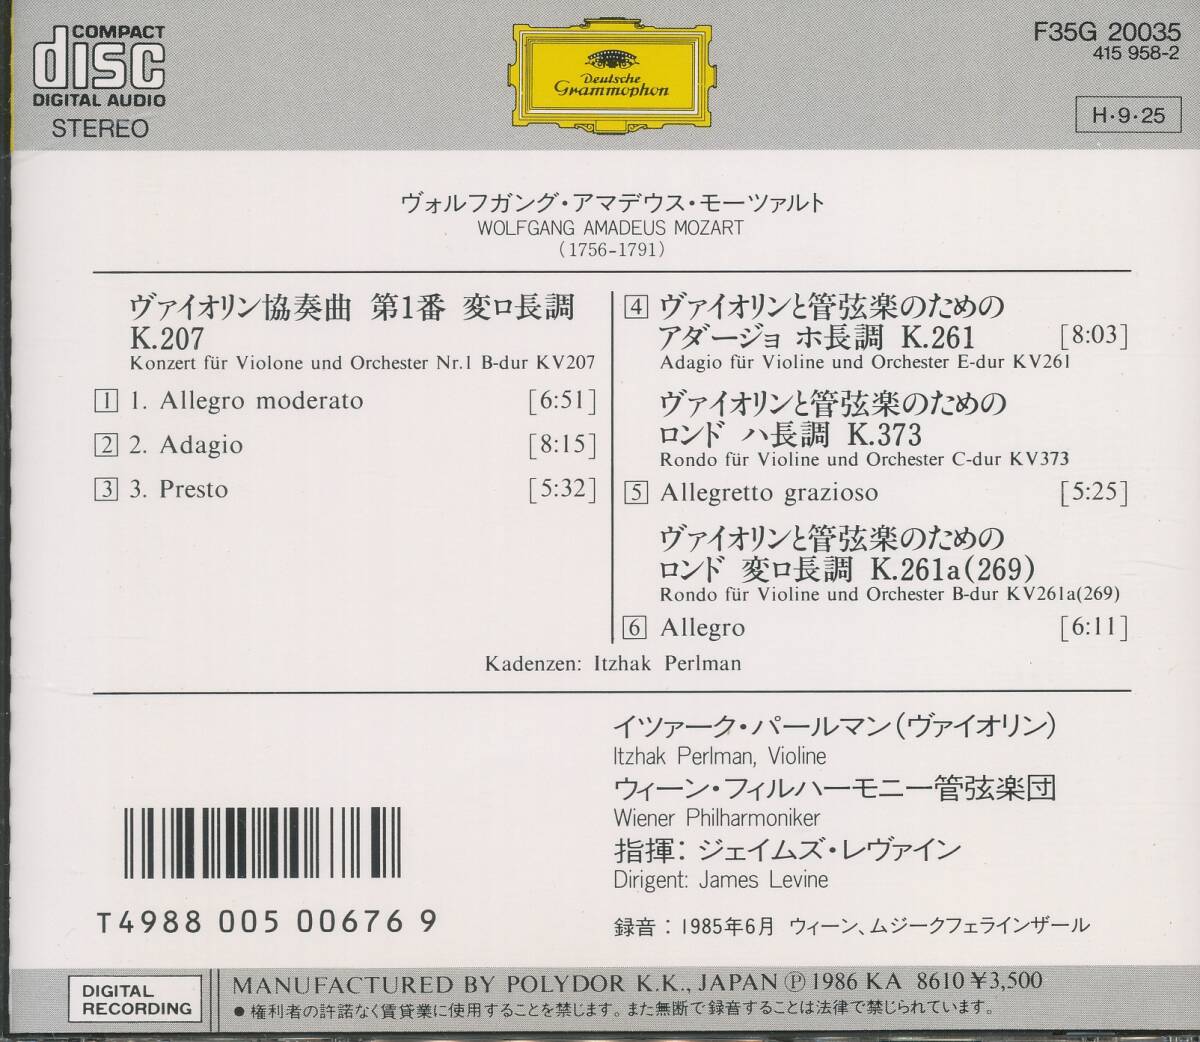 COMPACT
disc
DIGITAL AUDIO
STEREO
Deutsche
Grammophon
F35G 20035
415 958-2
H・9・25
ヴォルフガング・アマデウス・モーツァルト
WOLFGANG AMADEUS MOZART
(1756-1791)
ヴァイオリン協奏曲 第1番 変ロ長調
K.207
Konzert für Violone und Orchester Nr.1 B-dur KV207
1 1. Allegro moderato [6:51]
2 2. Adagio [8:15]
3 3. Presto [5:32]
4 ヴァイオリンと管弦楽のための
アダージョ ホ長調 K.261 [8:03]
Adagio für Violine und Orchester E-dur KV261
ヴァイオリンと管弦楽のための
ロンド ハ長調 K.373
Rondo für Violine und Orchester C-dur KV373
5 Allegretto grazioso [5:25]
ヴァイオリンと管弦楽のための
ロンド 変ロ長調 K.261a(269)
Rondo für Violine und Orchester B-dur KV261a(269)
6 Allegro [6:11]
Kadenzen: Itzhak Perlman
イツァーク・パールマン(ヴァイオリン)
Itzhak Perlman, Violine
ウィーン・フィルハーモニー管弦楽団
Wiener Philharmoniker
指揮: ジェイムズ・レヴァイン
Dirigent: James Levine
録音: 1985年6月 ウィーン、ムジークフェラインザール
T4988 005 00676 9
DIGITAL
RECORDING
MANUFACTURED BY POLYDOR K.K., JAPAN Ⓟ 1986 KA 8610 ¥3,500
●権利者の許諾なく賃貸業に使用することを禁じます。また無断で録音することは法律で禁じられています。